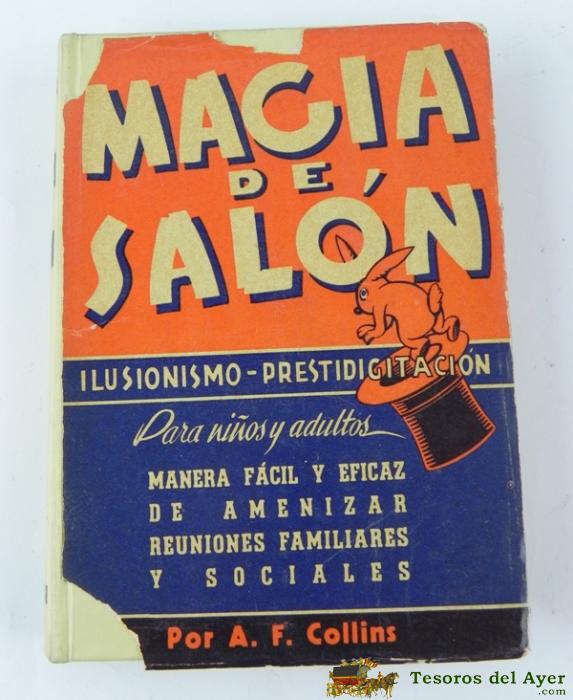 MAGIA
DE
SALÓN
ILUSIONISMO-PRESTIDIGITACIÓN
Para niños y adultos
MANERA FÁCIL Y EFICAZ
DE AMENIZAR
REUNIONES FAMILIARES
Y SOCIALES
Por A. F. Collins
Tesoros del Ayer
.com